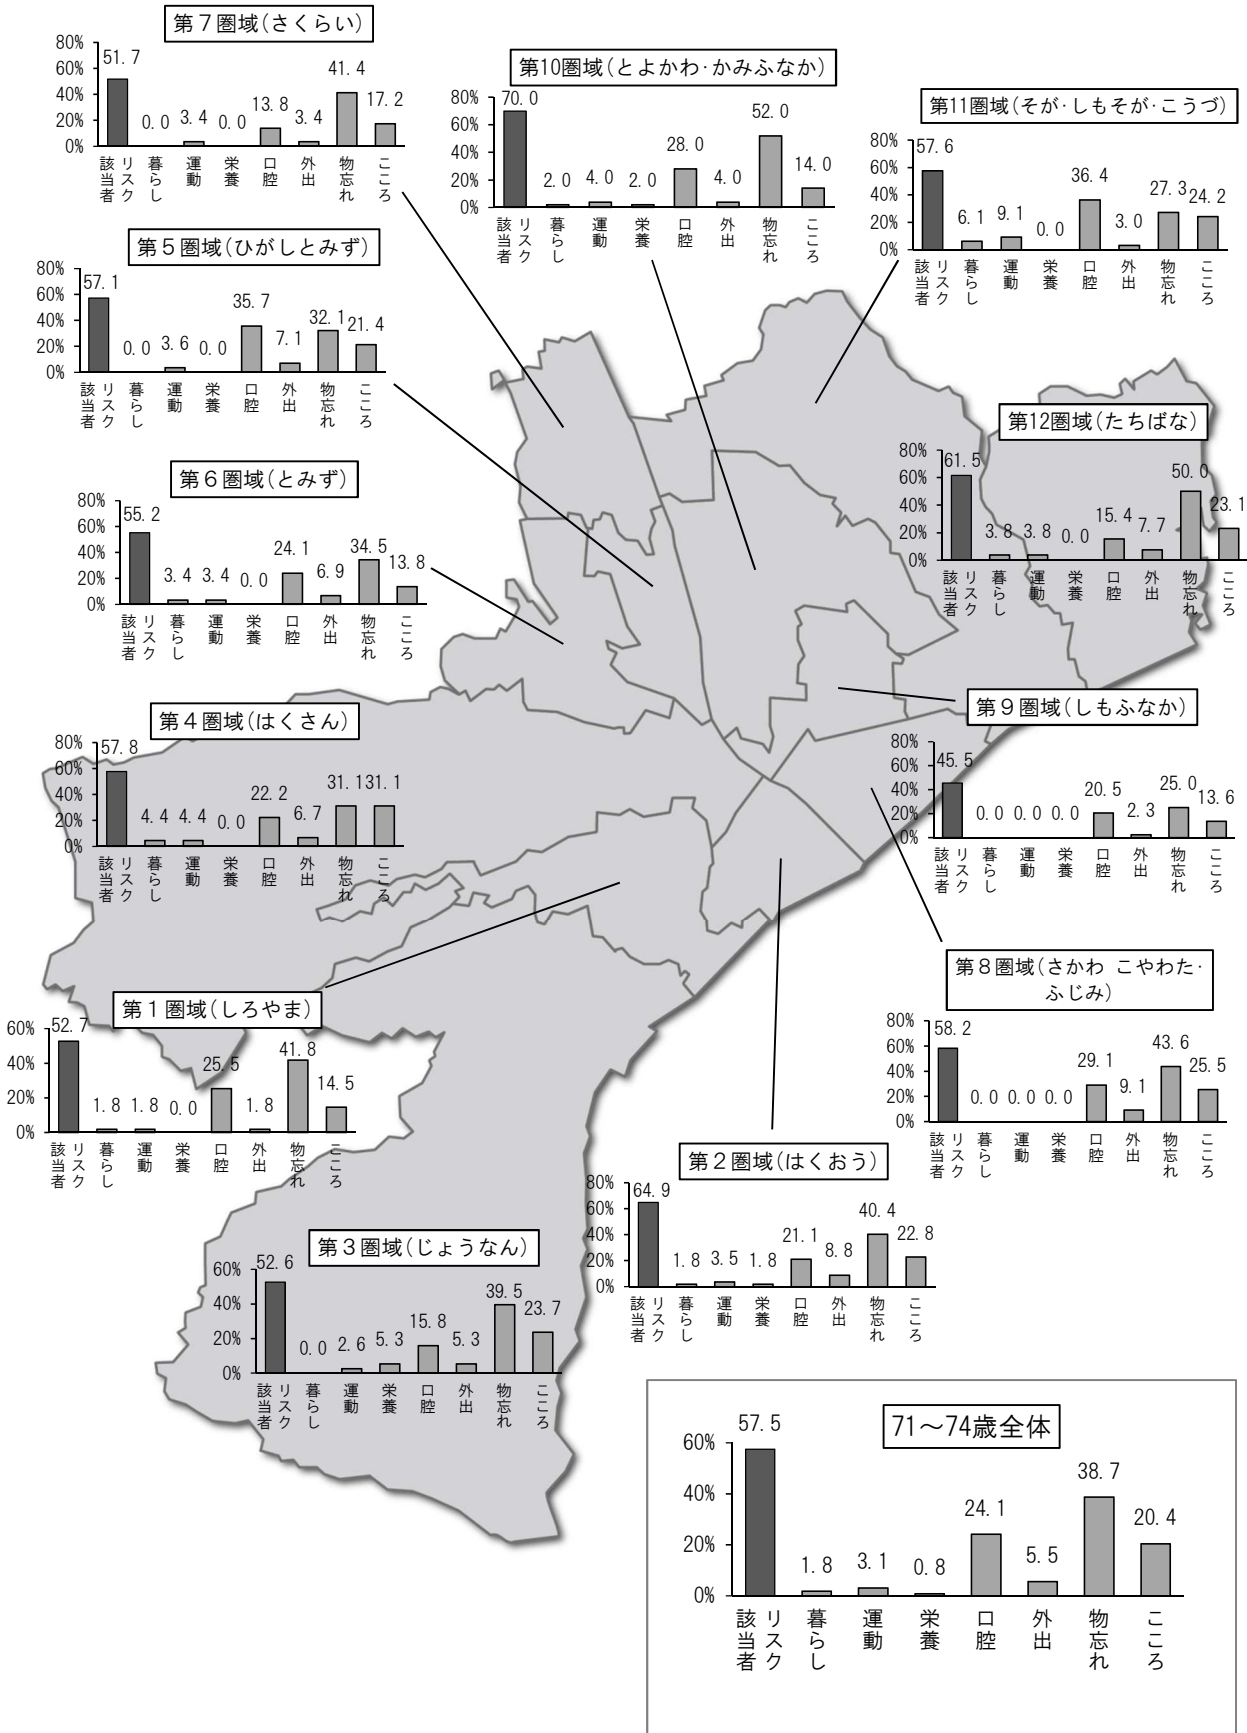 第７圏域(さくらい)
80%
60%
40%
20%
0%
51.7
0.0
3.4
0.0
13.8
3.4
41.4
17.2
リスク該当者
暮らし
運動
栄養
口腔
外出
物忘れ
こころ
第10圏域(とよかわ・かみふなか)
80%
60%
40%
20%
0%
70.0
2.0
4.0
2.0
28.0
4.0
52.0
14.0
リスク該当者
暮らし
運動
栄養
口腔
外出
物忘れ
こころ
第11圏域(そが・しもそが・こうづ)
80%
60%
40%
20%
0%
57.6
6.1
9.1
0.0
36.4
3.0
27.3
24.2
リスク該当者
暮らし
運動
栄養
口腔
外出
物忘れ
こころ
第５圏域(ひがしとみず)
80%
60%
40%
20%
0%
57.1
0.0
3.6
0.0
35.7
7.1
32.1
21.4
リスク該当者
暮らし
運動
栄養
口腔
外出
物忘れ
こころ
第12圏域(たちばな)
80%
60%
40%
20%
0%
61.5
3.8
3.8
0.0
15.4
7.7
50.0
23.1
リスク該当者
暮らし
運動
栄養
口腔
外出
物忘れ
こころ
第６圏域(とみず)
80%
60%
40%
20%
0%
55.2
3.4
3.4
0.0
24.1
6.9
34.5
13.8
リスク該当者
暮らし
運動
栄養
口腔
外出
物忘れ
こころ
第４圏域(はくさん)
80%
60%
40%
20%
0%
57.8
4.4
4.4
0.0
22.2
6.7
31.1
31.1
リスク該当者
暮らし
運動
栄養
口腔
外出
物忘れ
こころ
第９圏域(しもふなか)
80%
60%
40%
20%
0%
45.5
0.0
0.0
0.0
20.5
2.3
25.0
13.6
リスク該当者
暮らし
運動
栄養
口腔
外出
物忘れ
こころ
第８圏域(さかわ こやわた・
ふじみ)
80%
60%
40%
20%
0%
58.2
0.0
0.0
0.0
29.1
9.1
43.6
25.5
リスク該当者
暮らし
運動
栄養
口腔
外出
物忘れ
こころ
第１圏域(しろやま)
60%
40%
20%
0%
52.7
1.8
1.8
0.0
25.5
1.8
41.8
14.5
リスク該当者
暮らし
運動
栄養
口腔
外出
物忘れ
こころ
第２圏域(はくおう)
80%
60%
40%
20%
0%
64.9
1.8
3.5
1.8
21.1
8.8
40.4
22.8
リスク該当者
暮らし
運動
栄養
口腔
外出
物忘れ
こころ
第３圏域(じょうなん)
60%
40%
20%
0%
52.6
0.0
2.6
5.3
15.8
5.3
39.5
23.7
リスク該当者
暮らし
運動
栄養
口腔
外出
物忘れ
こころ
71～74歳全体
60%
40%
20%
0%
57.5
1.8
3.1
0.8
24.1
5.5
38.7
20.4
リスク該当者
暮らし
運動
栄養
口腔
外出
物忘れ
こころ